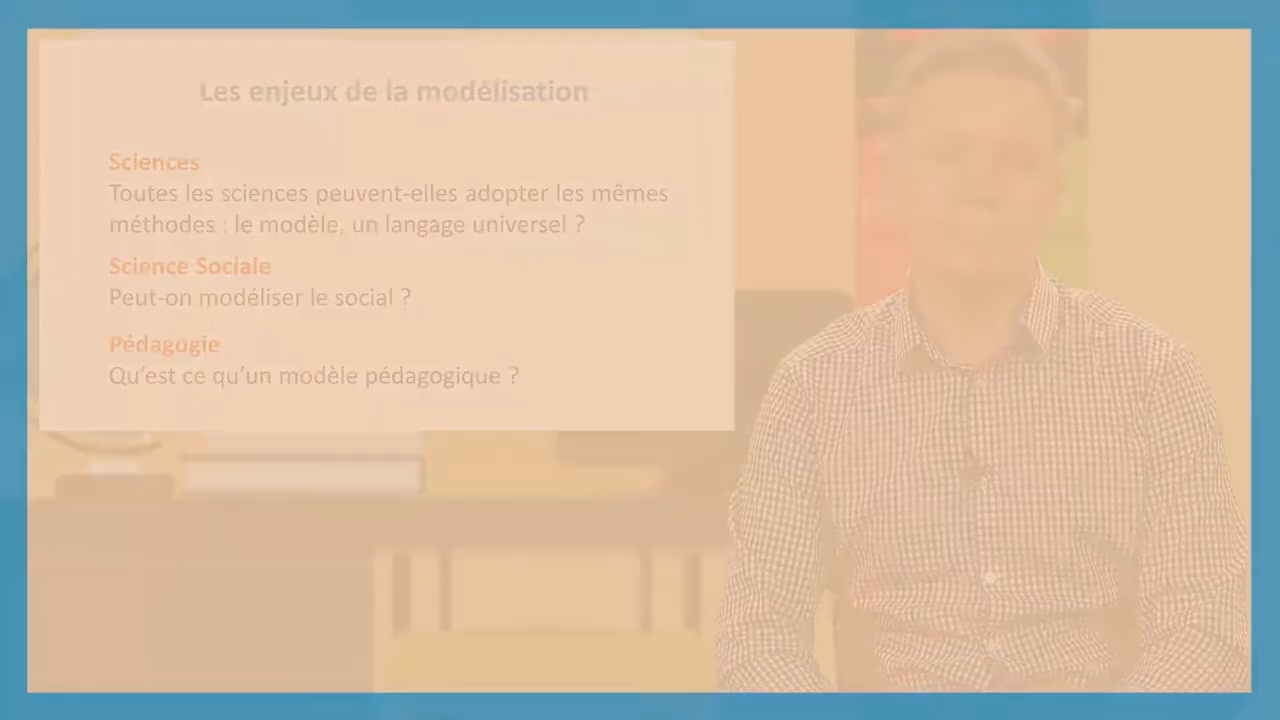 Les enjeux de la modélisation
Sciences
Toutes les sciences peuvent-elles adopter les mêmes
méthodes : le modèle, un langage universel ?
Science Sociale
Peut-on modéliser le social ?
Pédagogie
Qu’est ce qu’un modèle pédagogique ?